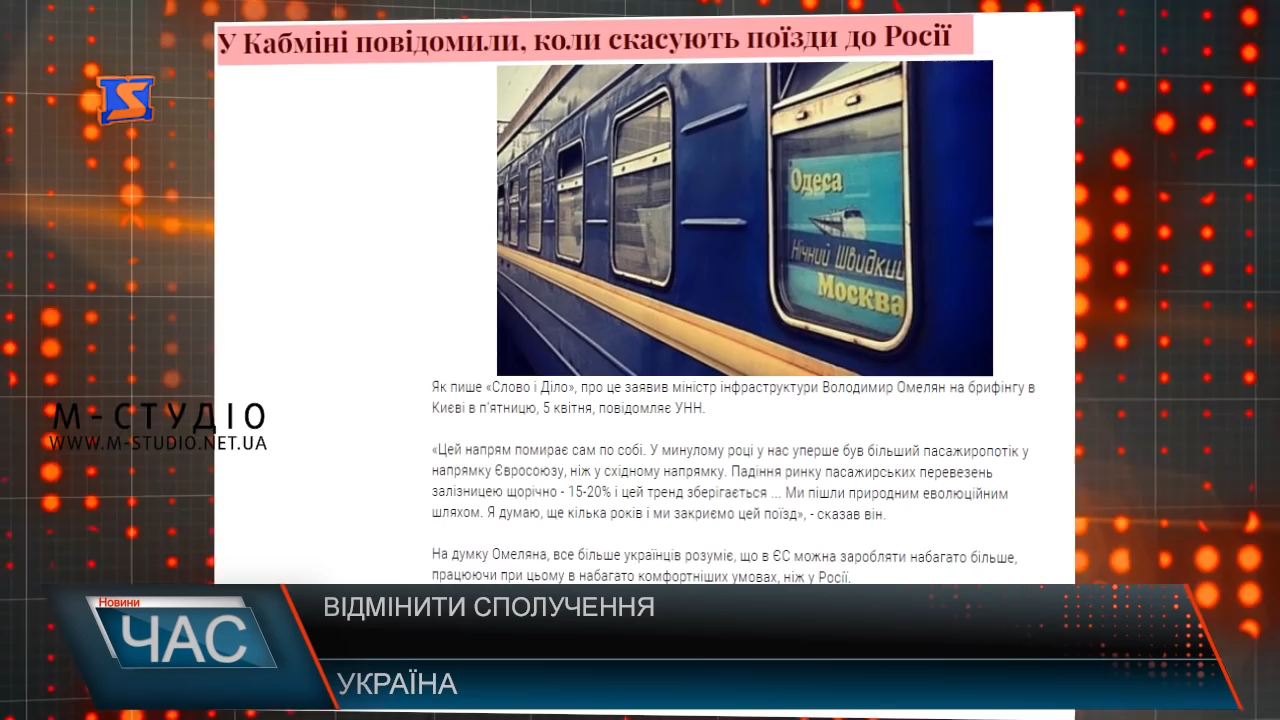 У Кабміні повідомили, коли скасують поїзди до Росії
Одеса
Нічний Швидкий
Москва
Як пише «Слово і Діло», про це заявив міністр інфраструктури Володимир Омелян на брифінгу в
Києві в п'ятницю, 5 квітня, повідомляє УНН.
М-СТУДІО
WWW.M-STUDIO.NET.UA
«Цей напрям помирає сам по собі. У минулому році у нас уперше був більший пасажиропотік у
напрямку Євросоюзу, ніж у східному напрямку. Падіння ринку пасажирських перевезень
залізницею щорічно - 15-20% і цей тренд зберігається ... Ми пішли природним еволюційним
шляхом. Я думаю, ще кілька років і ми закриємо цей поїзд», - сказав він.
На думку Омеляна, все більше українців розуміє, що в ЄС можна заробляти набагато більше,
працюючи при цьому в набагато комфортніших умовах, ніж у Росії.
Новини
ЧАС
ВІДМІНИТИ СПОЛУЧЕННЯ
УКРАЇНА